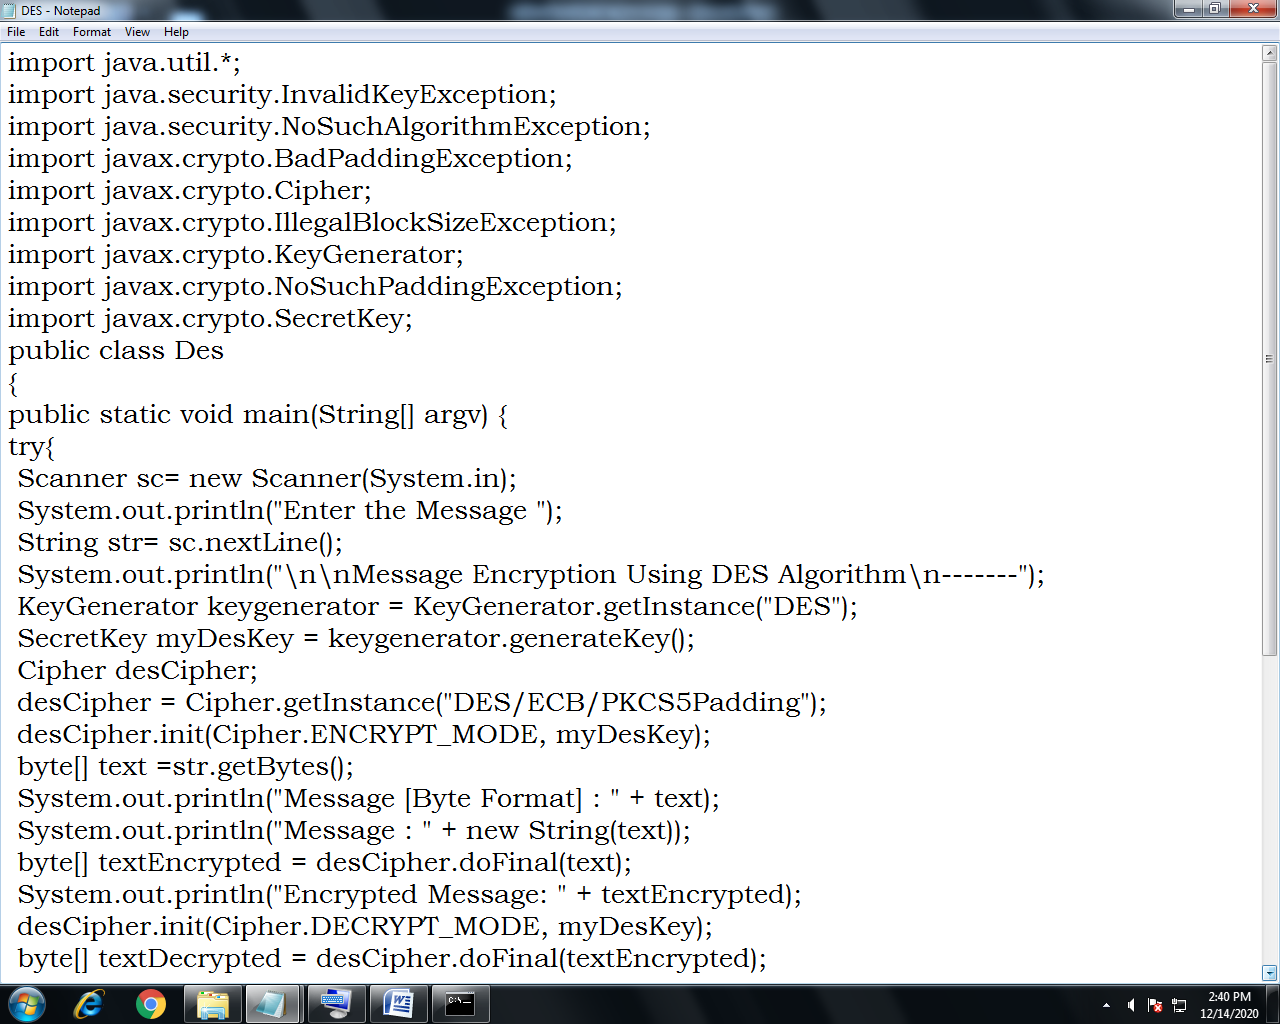 DES - Notepad
File Edit Format View Help
import java.util.*;
import java.security.InvalidKeyException;
import java.security.NoSuchAlgorithmException;
import javax.crypto.BadPaddingException;
import javax.crypto.Cipher;
import javax.crypto.IllegalBlockSizeException;
import javax.crypto.KeyGenerator;
import javax.crypto.NoSuchPaddingException;
import javax.crypto.SecretKey;
public class Des
{
public static void main(String[] argv) {
try{
Scanner sc= new Scanner(System.in);
System.out.println("Enter the Message ");
String str= sc.nextLine();
System.out.println("\n\nMessage Encryption Using DES Algorithm\n-------");
KeyGenerator keygenerator = KeyGenerator.getInstance("DES");
SecretKey myDesKey = keygenerator.generateKey();
Cipher desCipher;
desCipher = Cipher.getInstance("DES/ECB/PKCS5Padding");
desCipher.init(Cipher.ENCRYPT_MODE, myDesKey);
byte[] text =str.getBytes();
System.out.println("Message [Byte Format] : " + text);
System.out.println("Message : " + new String(text));
byte[] textEncrypted = desCipher.doFinal(text);
System.out.println("Encrypted Message: " + textEncrypted);
desCipher.init(Cipher.DECRYPT_MODE, myDesKey);
byte[] textDecrypted = desCipher.doFinal(textEncrypted);
C:\_
2:40 PM
12/14/2020